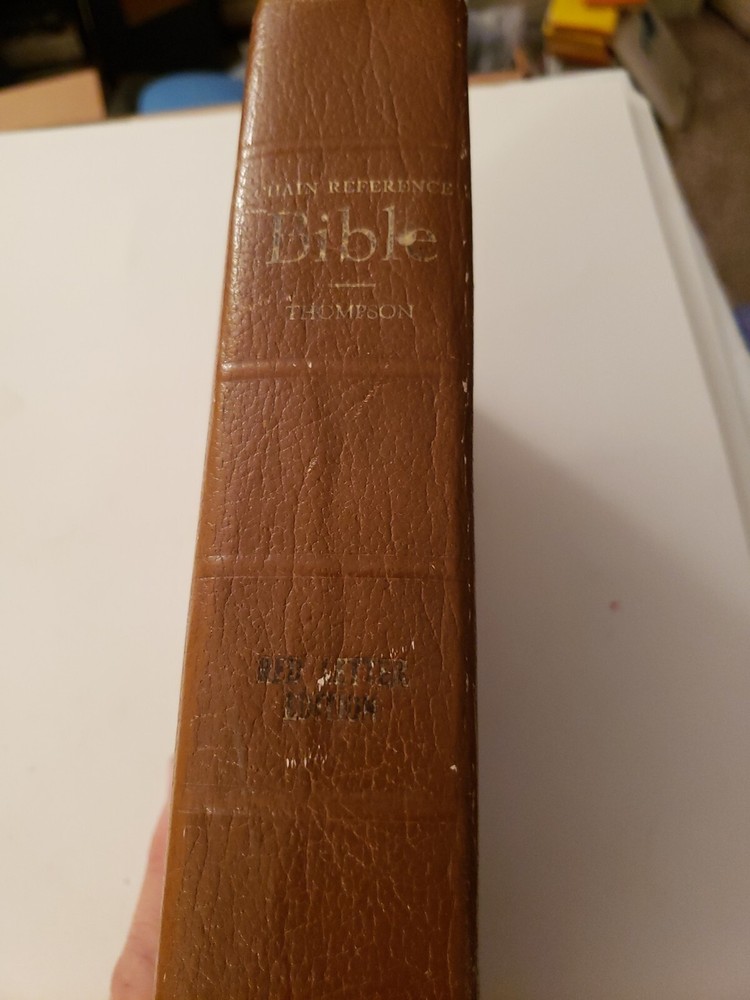 CHAIN REFERENCE
Bible
THOMPSON
RED LETTER
EDITION